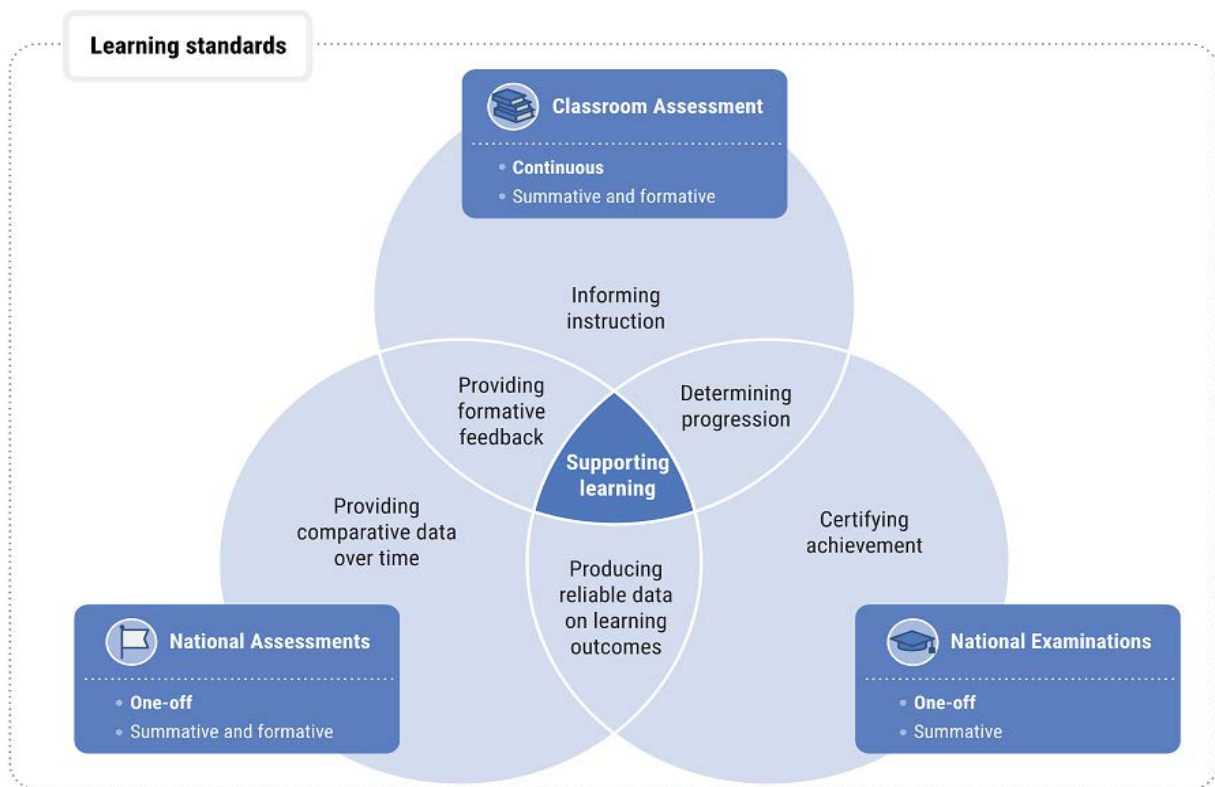 Learning standards
Classroom Assessment
• Continuous
• Summative and formative
Informing
instruction
Providing
formative
feedback
Determining
progression
Supporting
learning
Providing
comparative data
over time
Certifying
achievement
Producing
reliable data
on learning
outcomes
National Assessments
• One-off
• Summative and formative
National Examinations
• One-off
• Summative